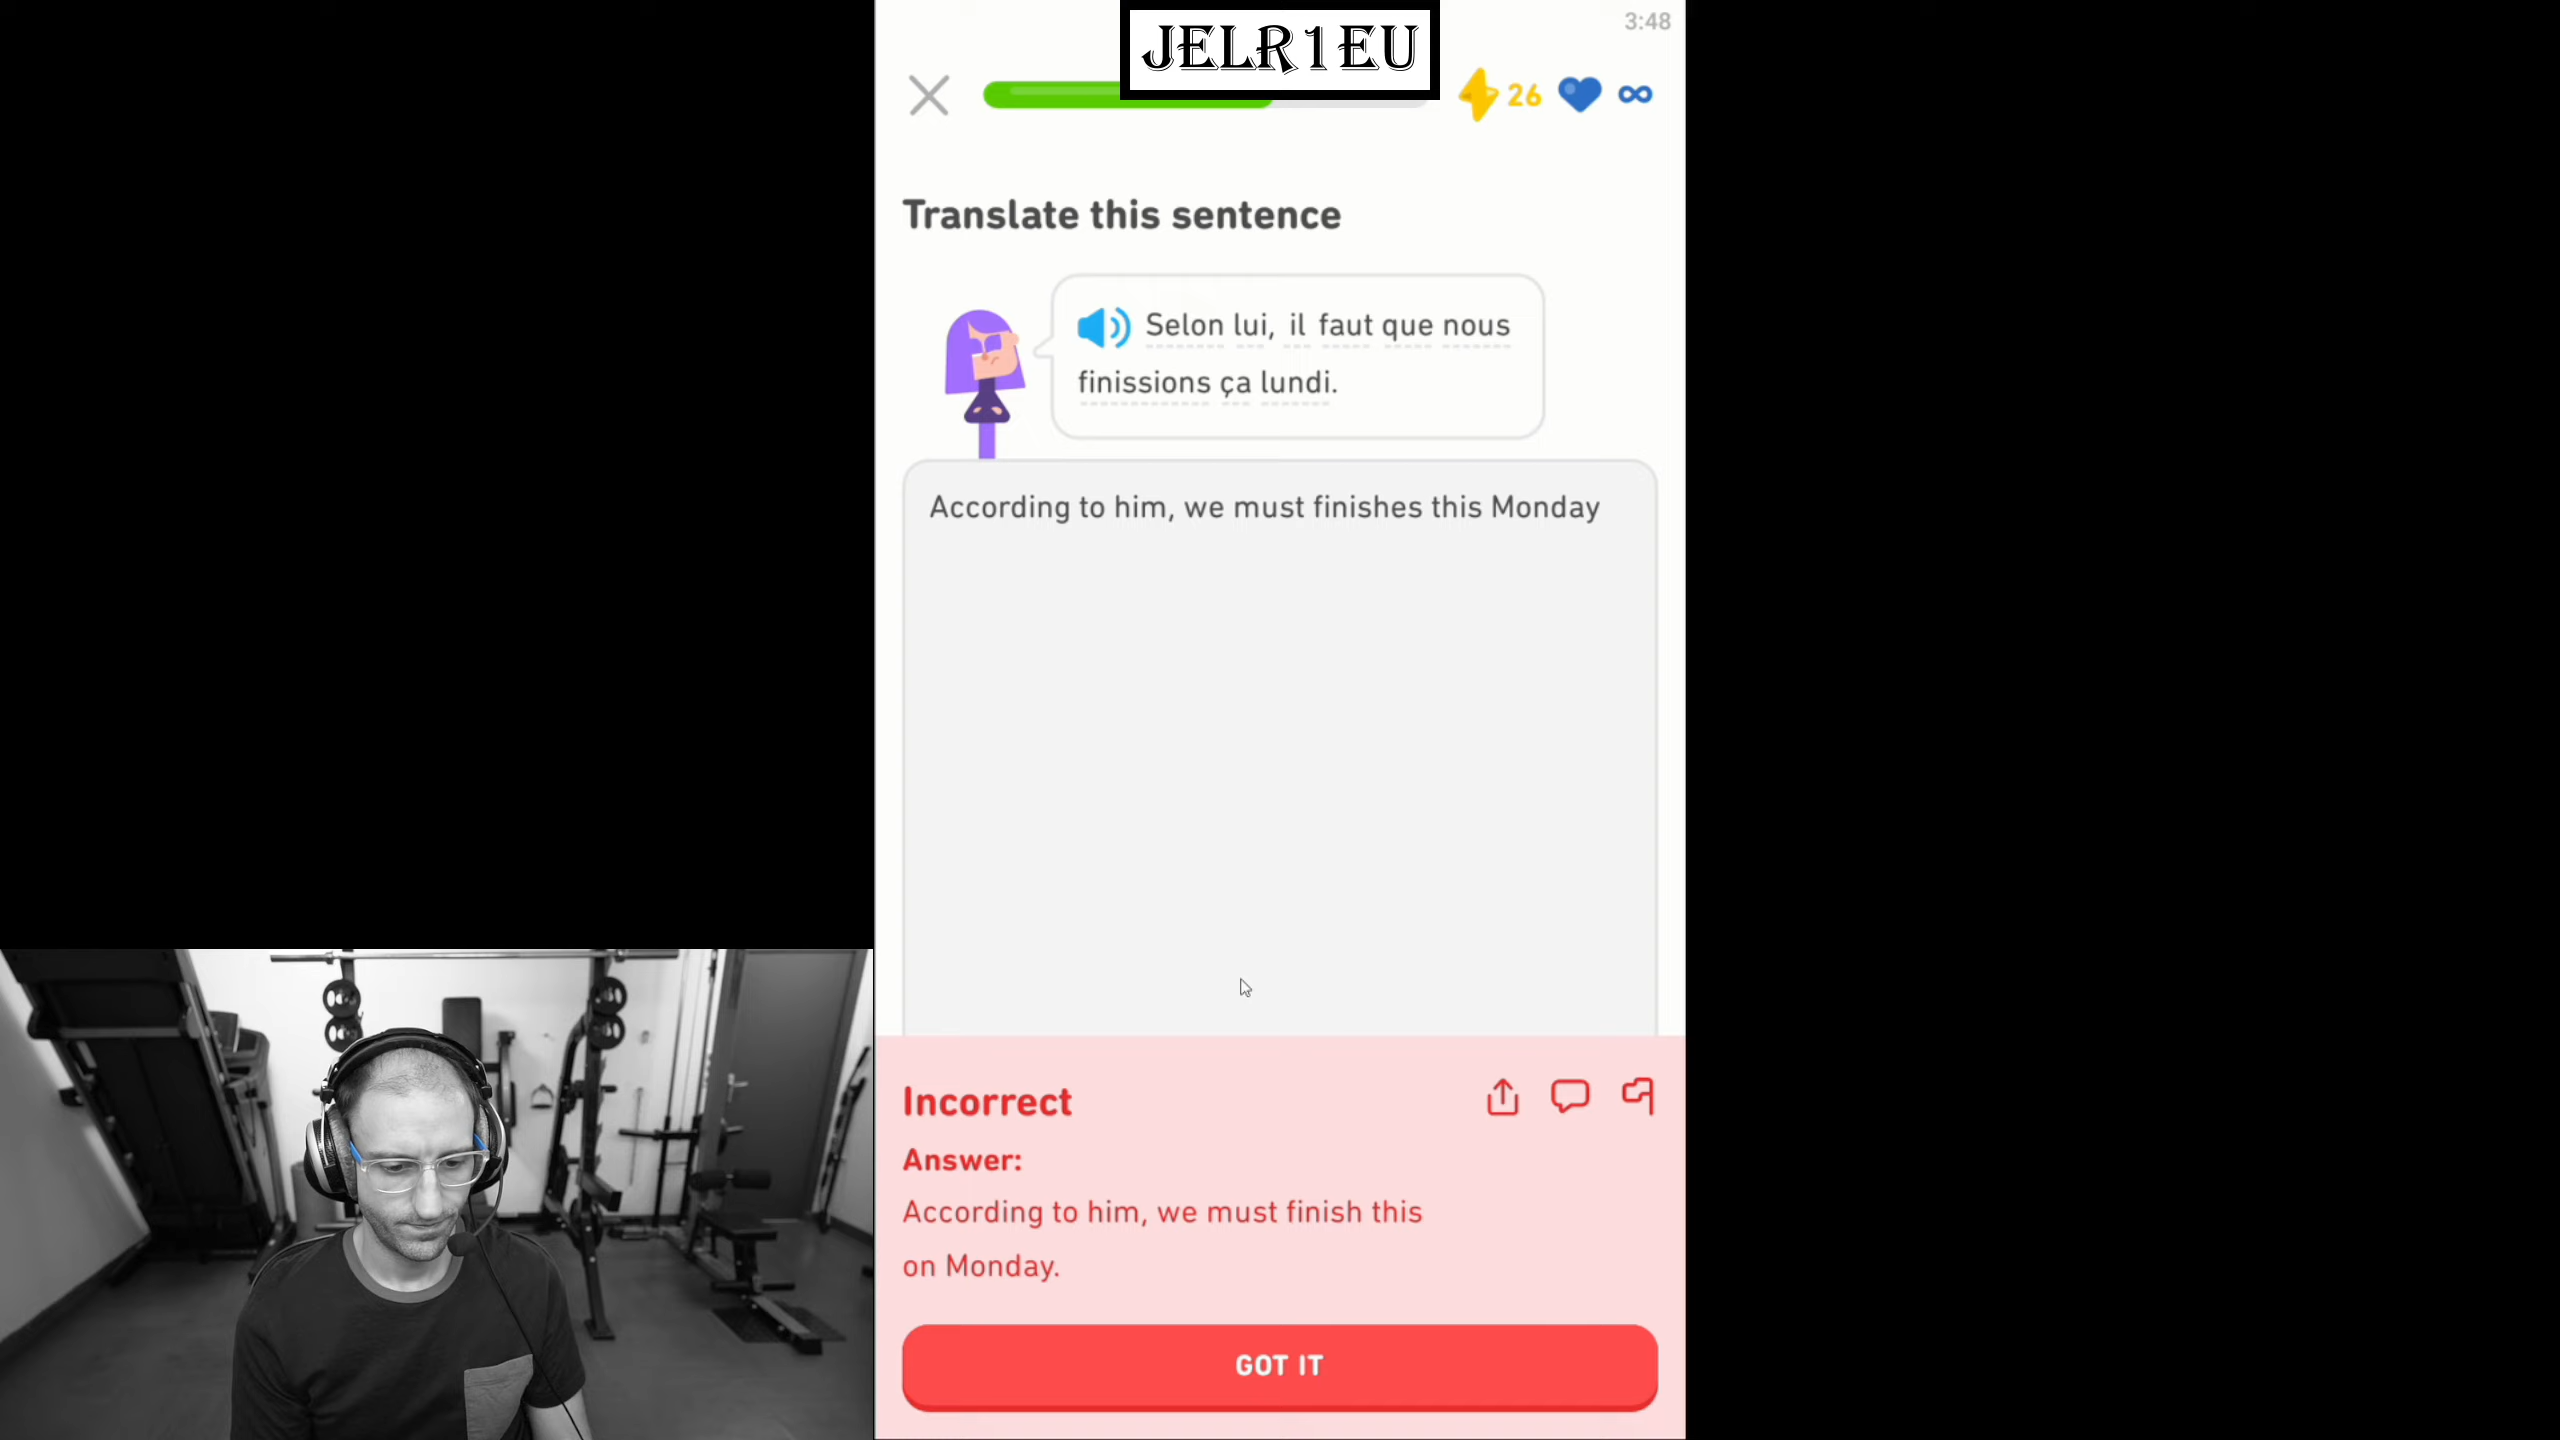 JELR1EU
3:48
26
Translate this sentence
Selon lui, il faut que nous
finissions ça lundi.
According to him, we must finishes this Monday
Incorrect
Answer:
According to him, we must finish this
on Monday.
GOT IT